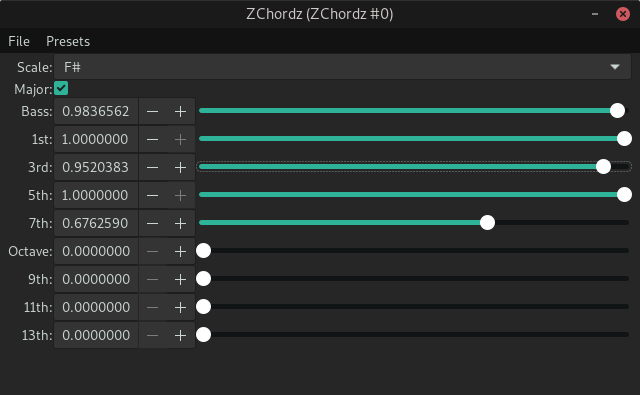 ZChordz (ZChordz #0)
File Presets
Scale: F#
Major:
Bass: 0.9836562
1st: 1.0000000
3rd: 0.9520383
5th: 1.0000000
7th: 0.6762590
Octave: 0.0000000
9th: 0.0000000
11th: 0.0000000
13th: 0.0000000